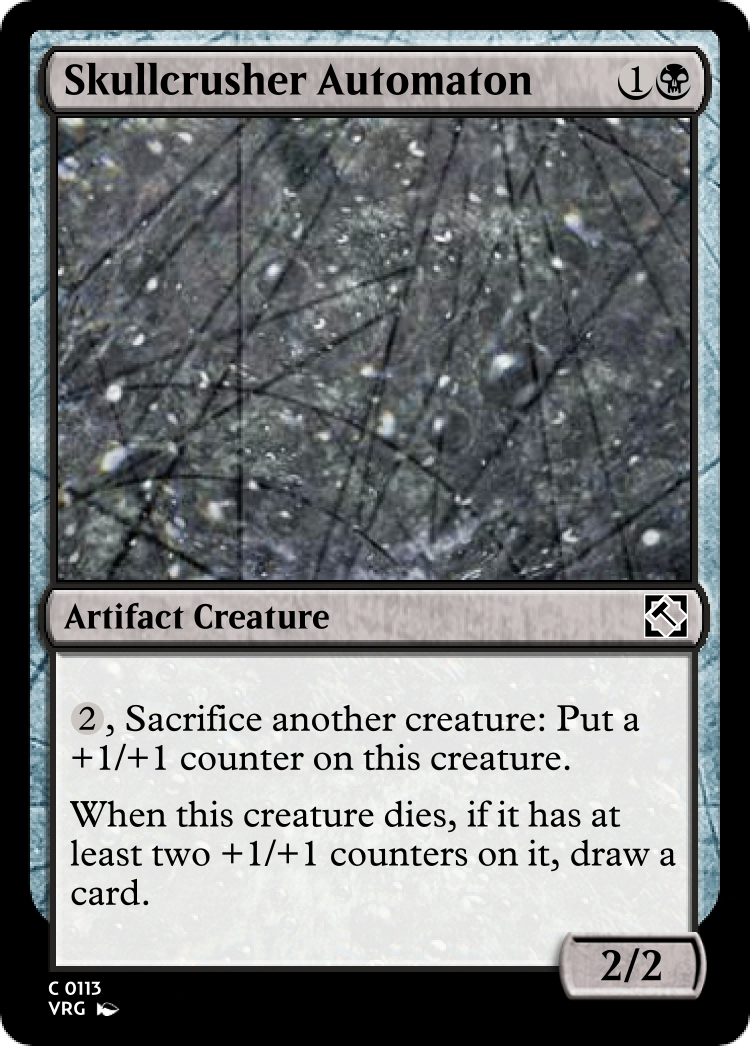 Skullcrusher Automaton 1
Artifact Creature
2, Sacrifice another creature: Put a
+1/+1 counter on this creature.
When this creature dies, if it has at
least two +1/+1 counters on it, draw a
card.
2/2
C 0113
VRG